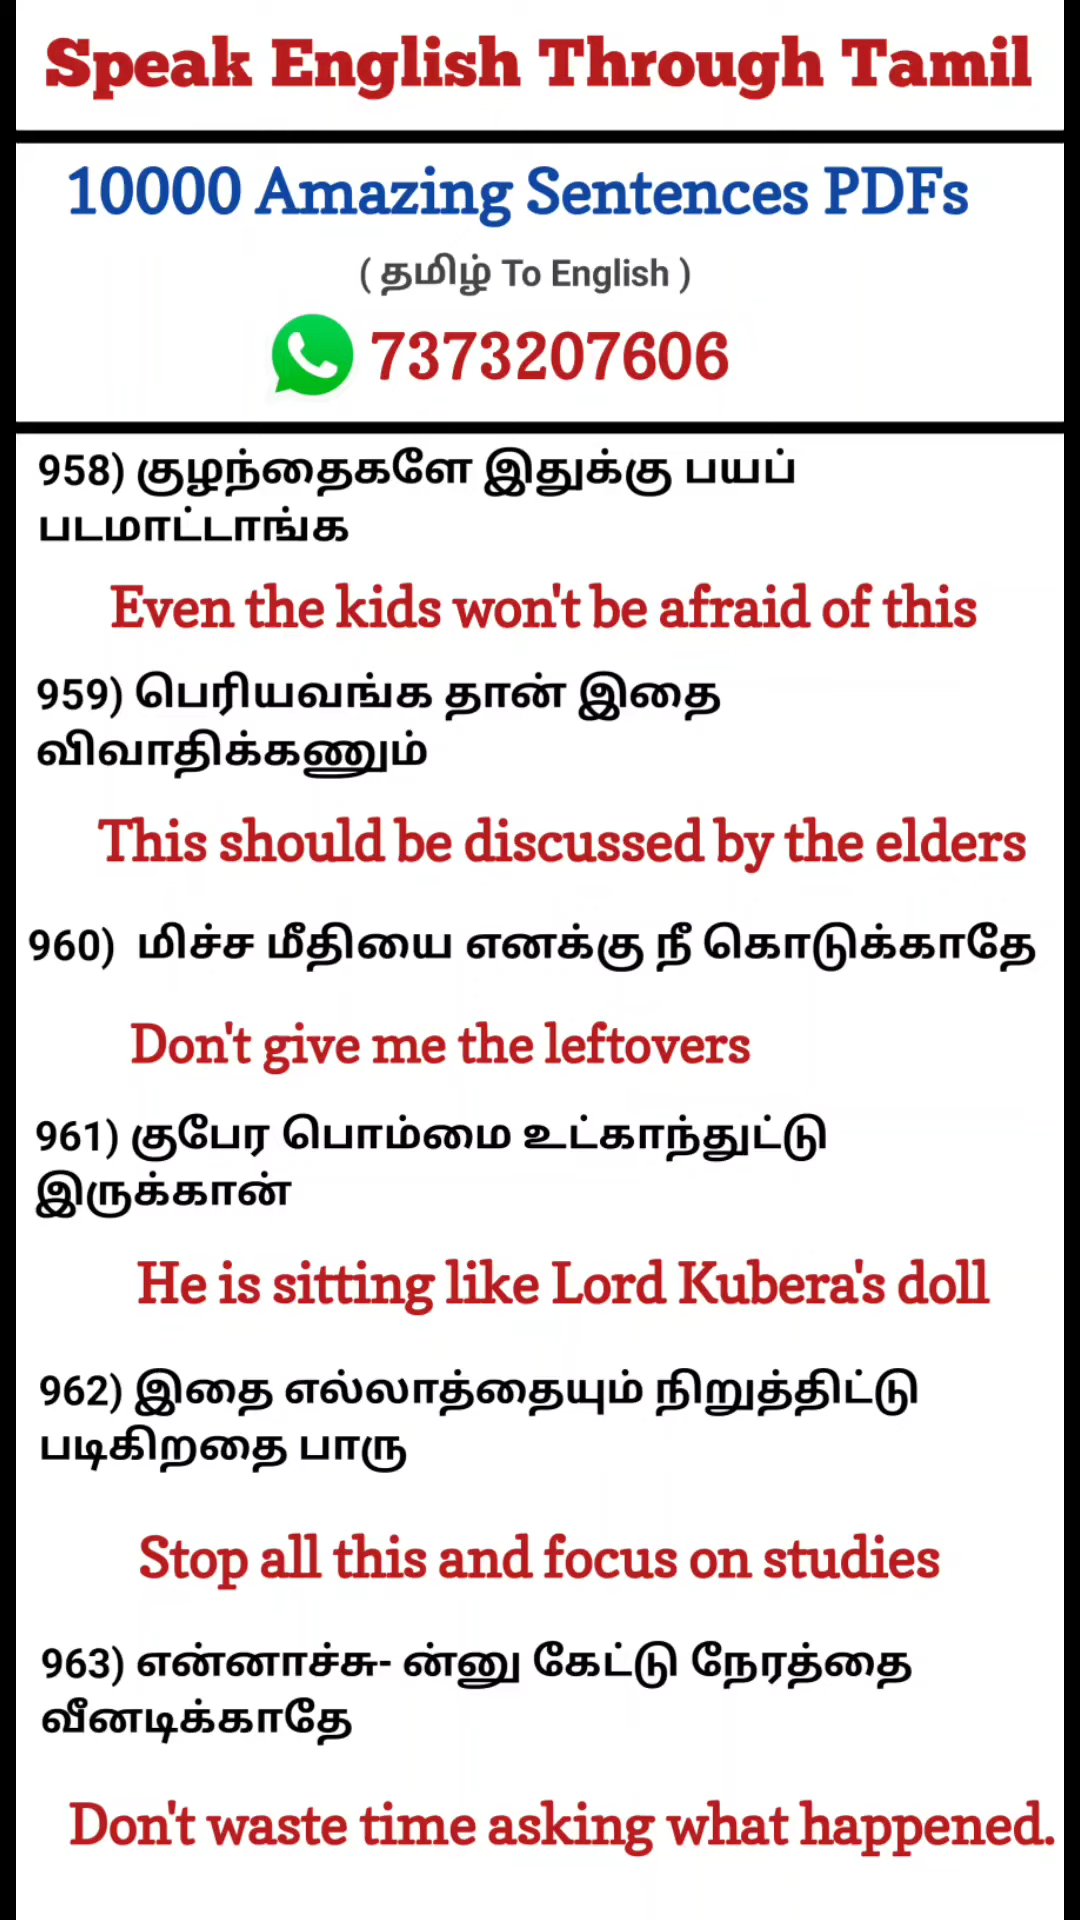 Speak English Through Tamil
10000 Amazing Sentences PDFs
( தமிழ் To English )
7373207606
958) குழந்தைகளே இதுக்கு பயப்
படமாட்டாங்க
Even the kids won't be afraid of this
959) பெரியவங்க தான் இதை
விவாதிக்கணும்
This should be discussed by the elders
960) மிச்ச மீதியை எனக்கு நீ கொடுக்காதே
Don't give me the leftovers
961) குபேர பொம்மை உட்காந்துட்டு
இருக்கான்
He is sitting like Lord Kubera's doll
962) இதை எல்லாத்தையும் நிறுத்திட்டு
படிகிறதை பாரு
Stop all this and focus on studies
963) என்னாச்சு- ன்னு கேட்டு நேரத்தை
வீனடிக்காதே
Don't waste time asking what happened.